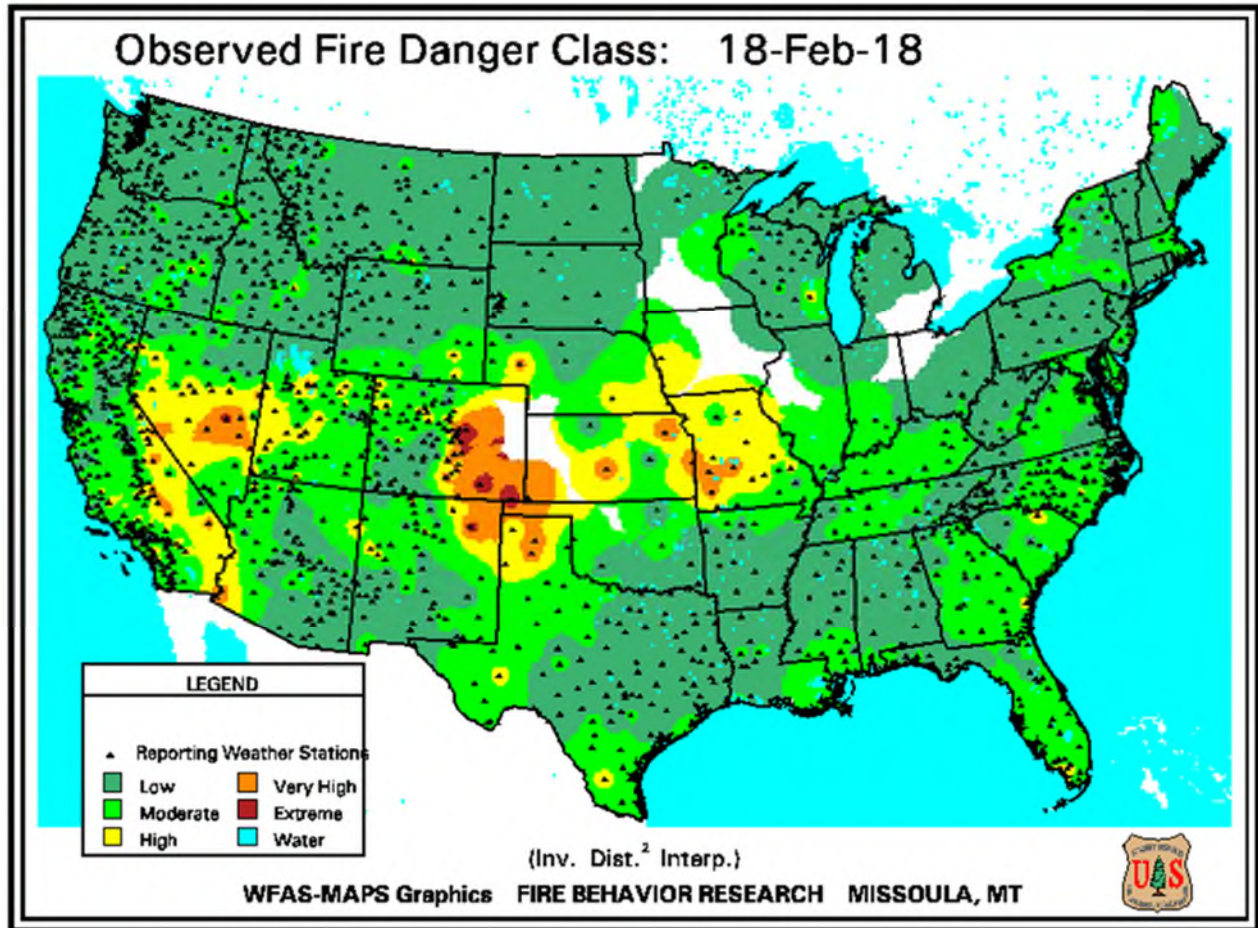 Observed Fire Danger Class: 18-Feb-18
LEGEND
Reporting Weather Stations
Low
Very High
Moderate
Extreme
High
Water
(Inv. Dist.² Interp.)
WFAS-MAPS Graphics FIRE BEHAVIOR RESEARCH MISSOULA, MT
U S